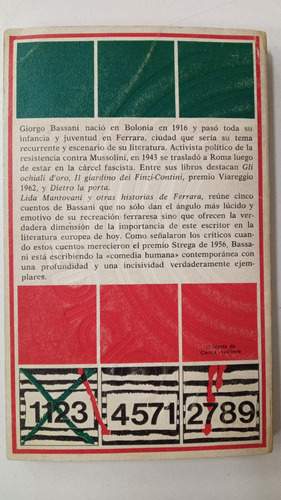 Giorgo Bassani nació en Bolonia en 1916 y pasó toda su
infancia y juventud en Ferrara, ciudad que sería su tema
recurrente y escenario de su literatura. Activista político de
la resistencia contra Mussolini, en 1943 se trasladó a Roma luego
de estar en la cárcel fascista. Entre sus libros destacan Gli
ochiali d'oro, Il giardino dei Finzi-Contini, premio Viareggio
1962, y Dietro la porta.
Lida Mantovani y otras historias de Ferrara, reúne cinco
cuentos de Bassani que no sólo dan el ángulo más lúcido y
emotivo de su recreación ferraresa sino que ofrecen la ver-
dadera dimensión de la importancia de este escritor en la
literatura europea de hoy. Como señalaron los críticos cuan-
do estos cuentos merecieron el premio Strega de 1956, Bassa-
ni está escribiendo la «comedia humana» contemporánea con
una profundidad y una incisividad verdaderamente ejem-
plares.
Cubierta de
1123 4571 2789